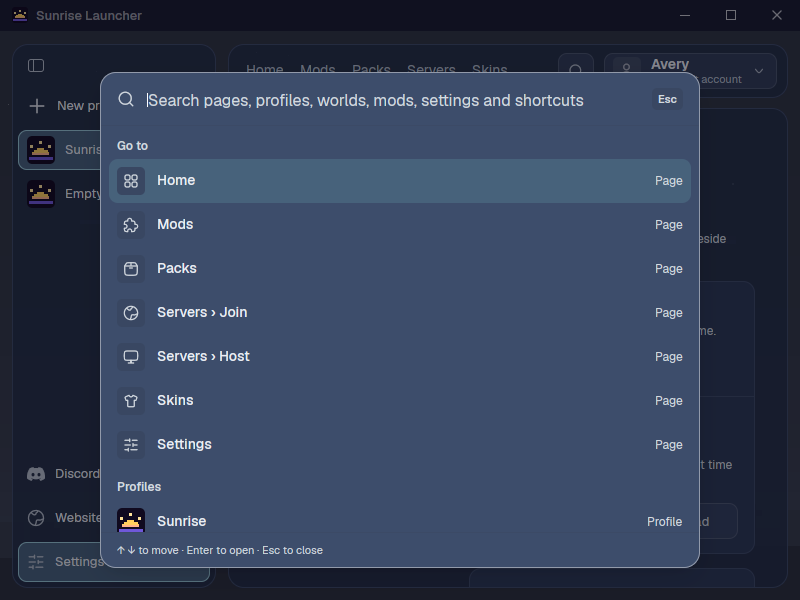 Sunrise Launcher
Home Mods Packs Servers Skins
Avery
account
New pr
Sunris
Empty
Search pages, profiles, worlds, mods, settings and shortcuts
Esc
Go to
Home Page
Mods Page
Packs Page
Servers › Join Page
Servers › Host Page
Skins Page
Settings Page
Profiles
Sunrise Profile
↑↓ to move · Enter to open · Esc to close
eside
me.
t time
Discord
Website
Settings